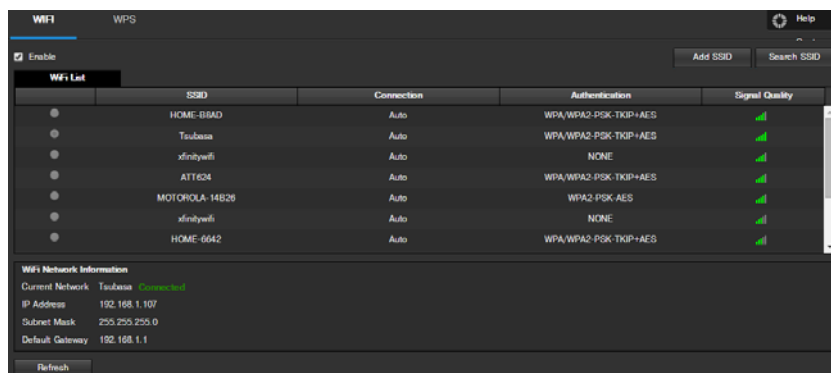 WIFI WPS Help
Enable Add SSID Search SSID
WiFi List
SSID Connection Authentication Signal Quality
HOME-B8AD Auto WPA/WPA2-PSK-TKIP+AES
Tsubasa Auto WPA/WPA2-PSK-TKIP+AES
xfinitywifi Auto NONE
ATT624 Auto WPA/WPA2-PSK-TKIP+AES
MOTOROLA-14B26 Auto WPA2-PSK-AES
xfinitywifi Auto NONE
HOME-6642 Auto WPA/WPA2-PSK-TKIP+AES
WiFi Network Information
Current Network Tsubasa Connected
IP Address 192.168.1.107
Subnet Mask 255.255.255.0
Default Gateway 192.168.1.1
Refresh